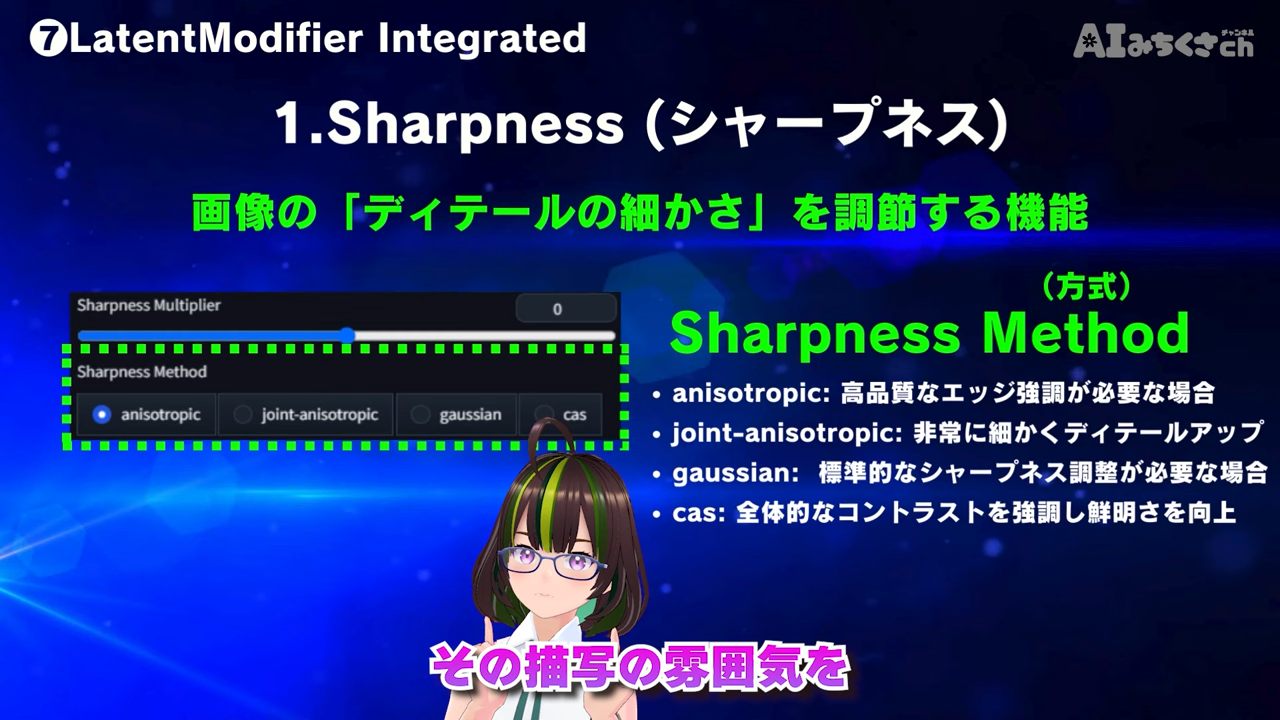 ❼LatentModifier Integrated
AIみちくさch
チャンネル
1.Sharpness (シャープネス)
画像の「ディテールの細かさ」を調節する機能
Sharpness Multiplier
0
Sharpness Method
anisotropic
joint-anisotropic
gaussian
cas
(方式)
Sharpness Method
• anisotropic: 高品質なエッジ強調が必要な場合
• joint-anisotropic: 非常に細かくディテールアップ
• gaussian: 標準的なシャープネス調整が必要な場合
• cas: 全体的なコントラストを強調し鮮明さを向上
その描写の雰囲気を